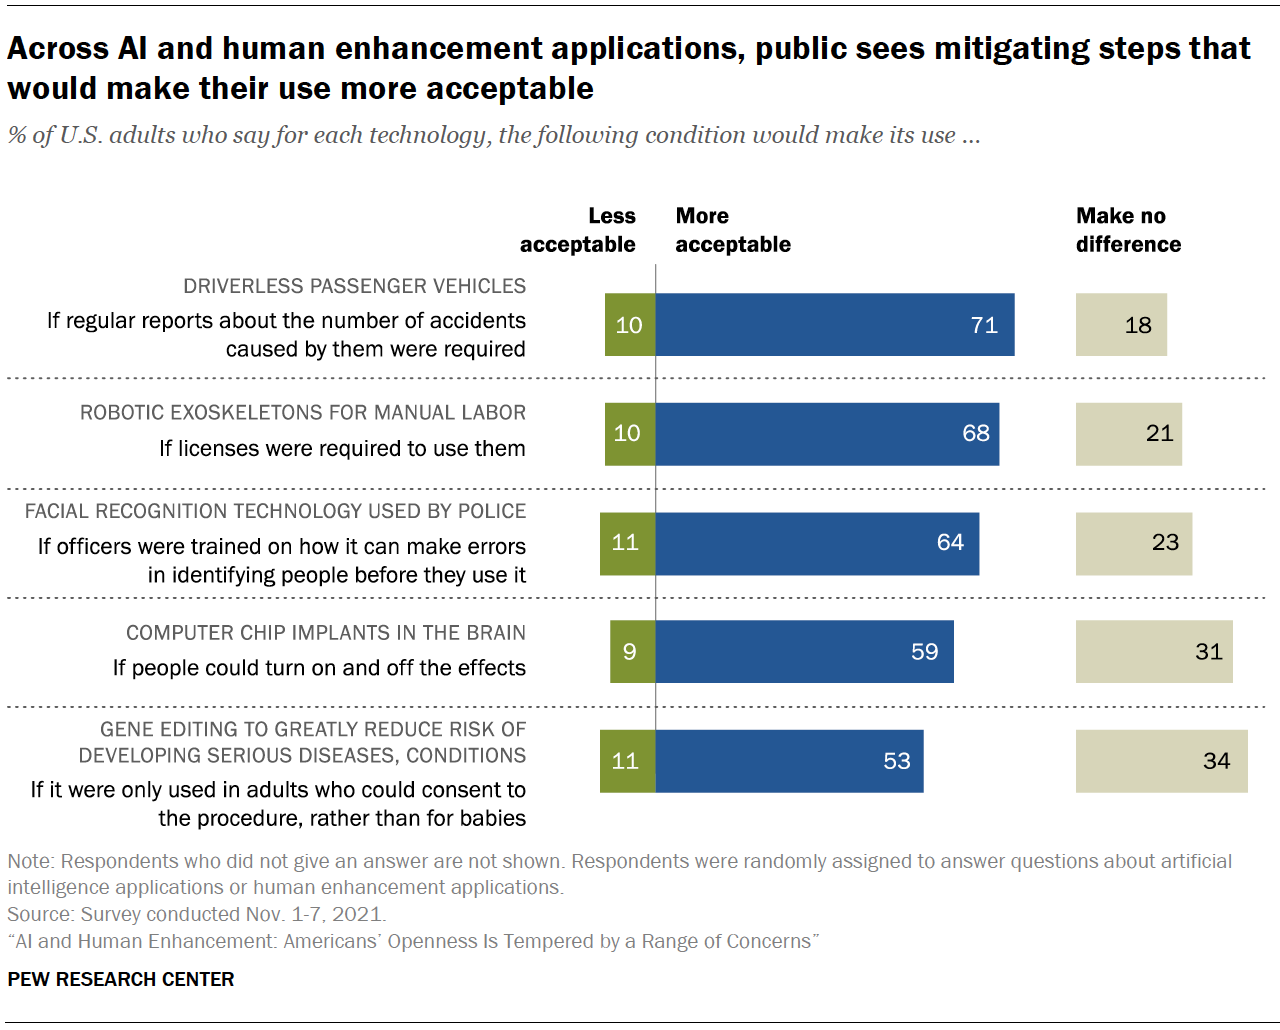 Across AI and human enhancement applications, public sees mitigating steps that
would make their use more acceptable
% of U.S. adults who say for each technology, the following condition would make its use ...
Less
acceptable
More
acceptable
Make no
difference
DRIVERLESS PASSENGER VEHICLES
If regular reports about the number of accidents
caused by them were required
10
71
18
ROBOTIC EXOSKELETONS FOR MANUAL LABOR
If licenses were required to use them
10
68
21
FACIAL RECOGNITION TECHNOLOGY USED BY POLICE
If officers were trained on how it can make errors
in identifying people before they use it
11
64
23
COMPUTER CHIP IMPLANTS IN THE BRAIN
If people could turn on and off the effects
9
59
31
GENE EDITING TO GREATLY REDUCE RISK OF
DEVELOPING SERIOUS DISEASES, CONDITIONS
If it were only used in adults who could consent to
the procedure, rather than for babies
11
53
34
Note: Respondents who did not give an answer are not shown. Respondents were randomly assigned to answer questions about artificial
intelligence applications or human enhancement applications.
Source: Survey conducted Nov. 1-7, 2021.
“AI and Human Enhancement: Americans’ Openness Is Tempered by a Range of Concerns”
PEW RESEARCH CENTER